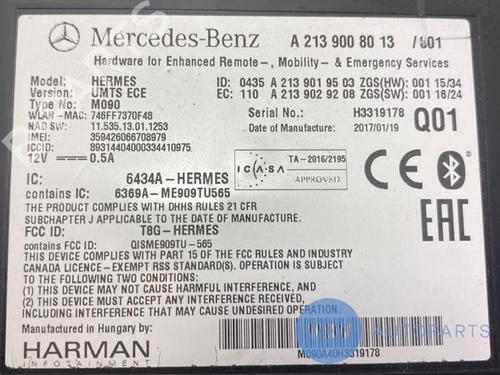 Mercedes-Benz A 213 900 80 13 /001
Hardware for Enhanced Remote -, Mobility - & Emergency Services
Model: HERMES ID: 0435 A 213 901 95 03 ZGS(HW): 001 15/34
Version: UMTS ECE EC: 110 A 213 902 92 08 ZGS(SW): 001 16/24
Type No: M090
WLAN - MAC: 746FF7370F48 Serial No.: H3319178
NAD SW: 11.535.13.01.1253 Date of Manufacture: 2017/01/19 Q01
IMEI: 359426066708979
ICCID: 89314404000334410975
12V 0.5A
TA - 2016/2195
ICASA APPROVED
IC: 6434A-HERMES
contains IC: 6369A-ME909TU565
THE PRODUCT COMPLIES WITH DHHS RULES 21 CFR
SUBCHAPTER J APPLICABLE TO THE DATE OF MANUFACTURE.
FCC ID: T8G-HERMES
contains FCC ID: QISME909TU-565
THIS DEVICE COMPLIES WITH PART 15 OF THE FCC RULES AND INDUSTRY
CANADA LICENCE - EXEMPT RSS STANDARD(S). OPERATION IS
SUBJECT TO THE FOLLOWING TWO CONDITIONS:
(1) THIS DEVICE MAY NOT CAUSE HARMFUL INTERFERENCE, AND
(2) THIS DEVICE MUST ACCEPT ANY INTERFERENCE,
INCLUDING INTERFERENCE THAT MAY CAUSE UNDESIRED OPERATION.
CE
EAC
Manufactured in Hungary by:
HARMAN
INFOTAINMENT
VDV AUTOPARTS
M090A40H3319178